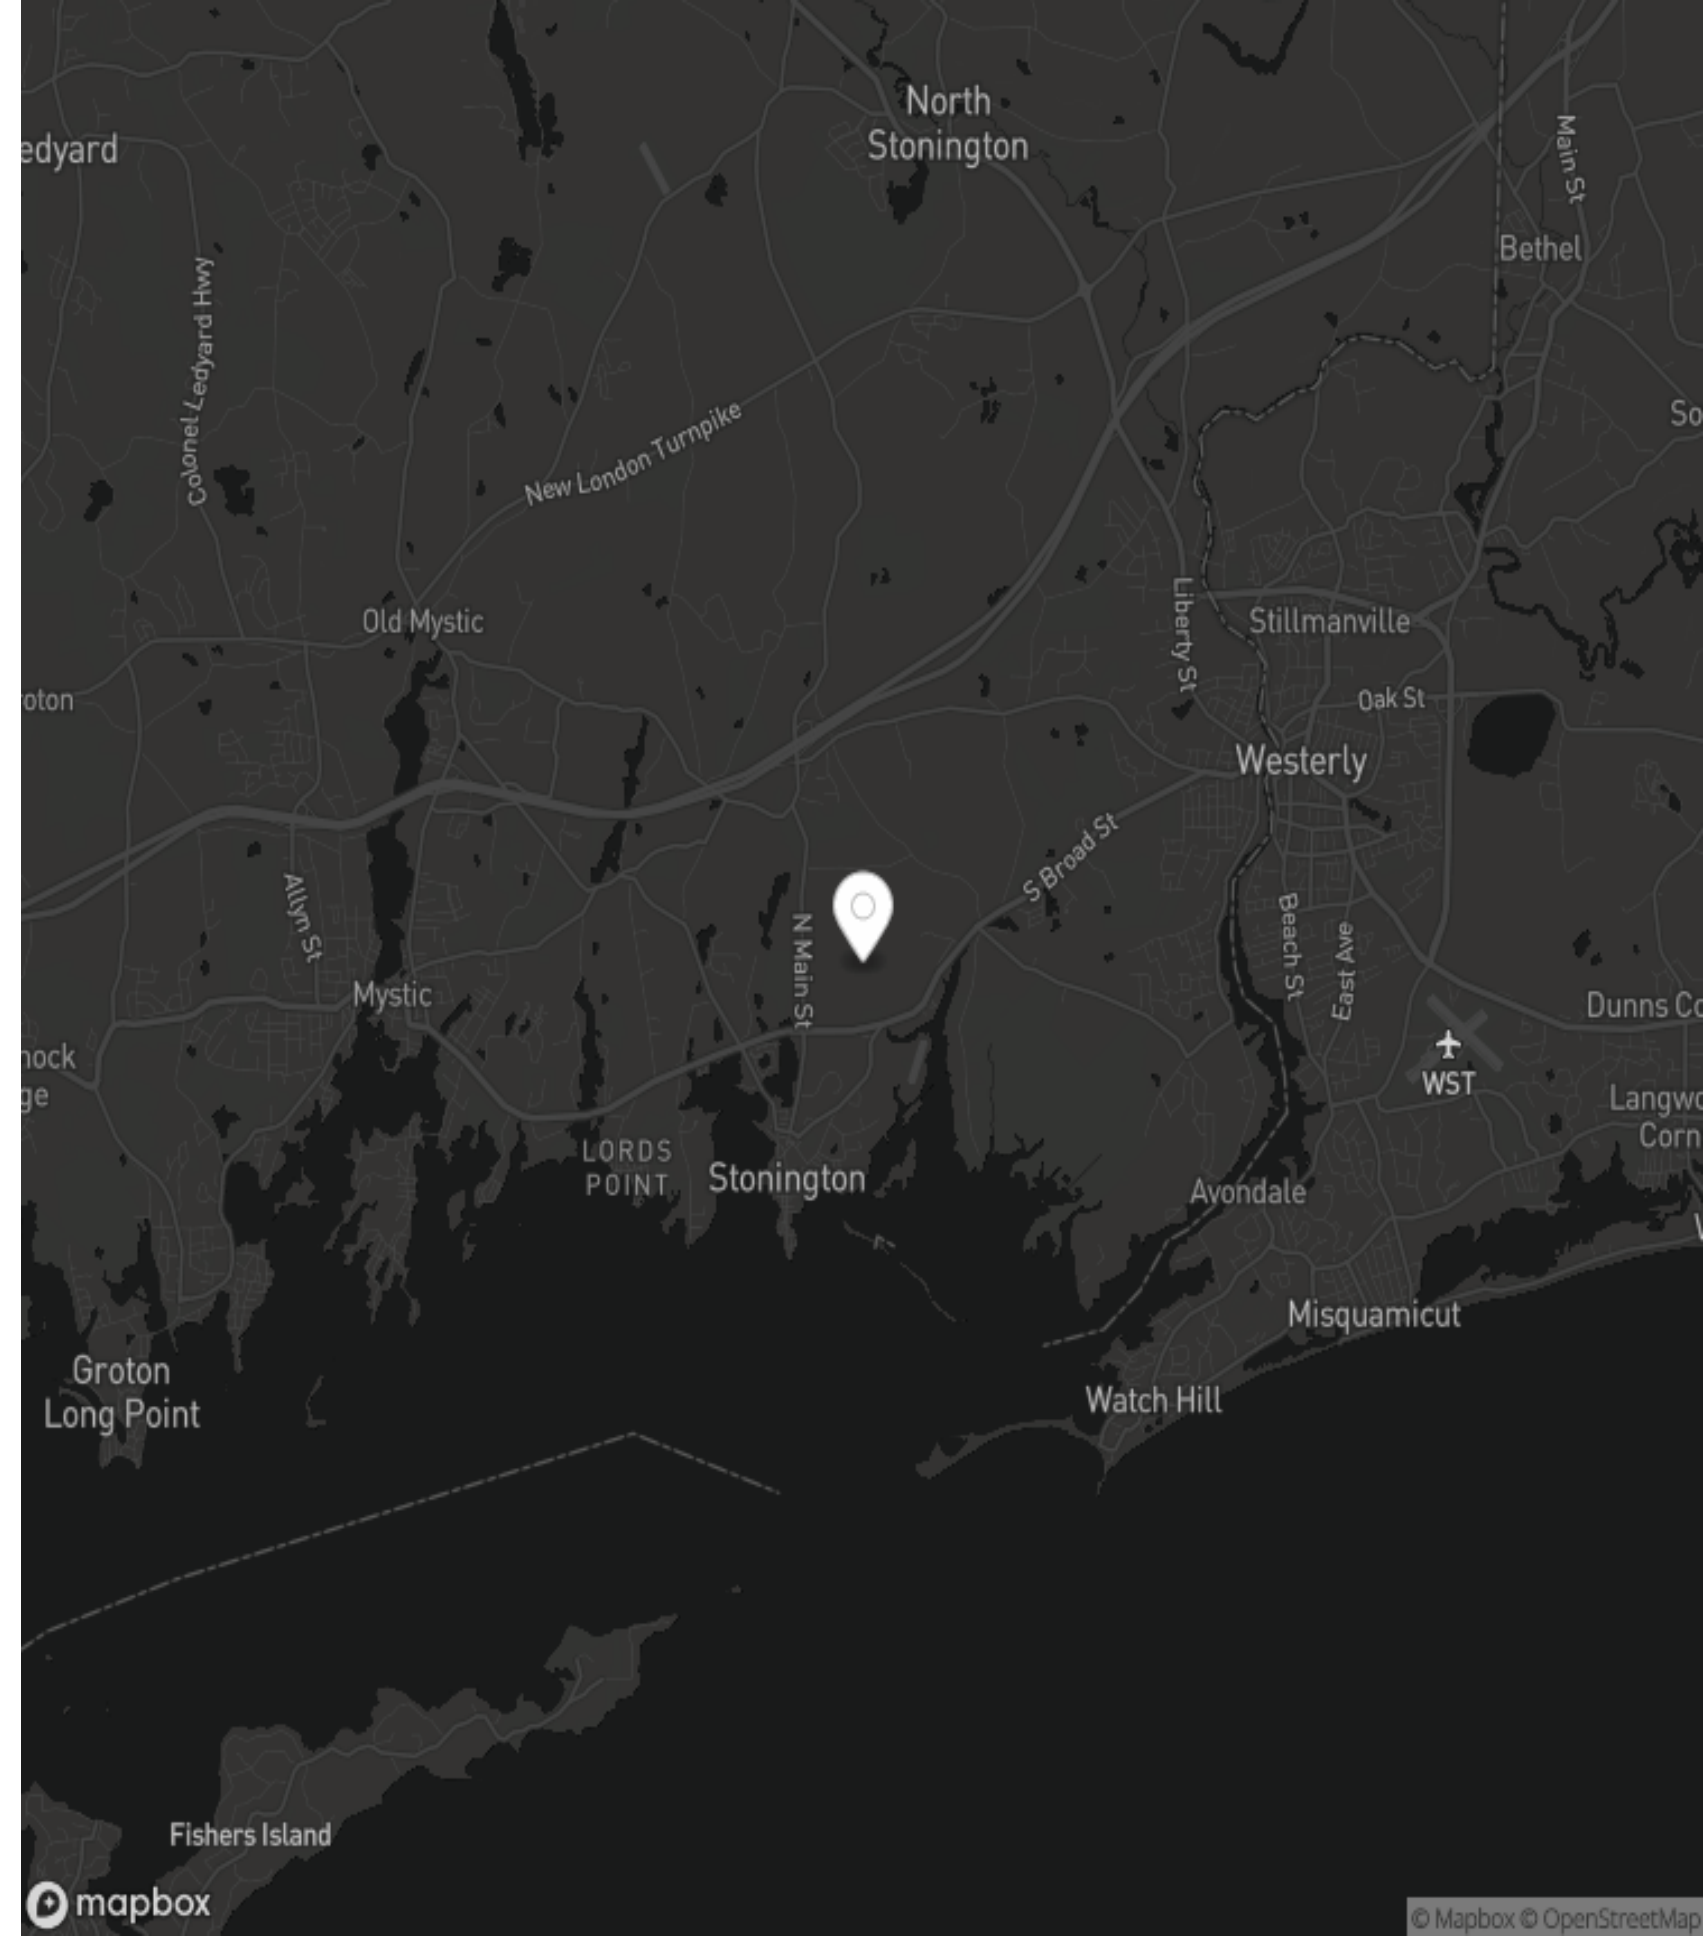 North
Stonington
edyard
Main St
Bethel
Colonel Ledyard Hwy
So
New London Turnpike
Old Mystic
Liberty St
Stillmanville
oton
Oak St
Westerly
S Broad St
Allyn St
N Main St
Beach St
East Ave
Mystic
Dunns Co
nock
ge
WST
Langwo
Corn
LORDS
POINT
Stonington
Avondale
Misquamicut
Groton
Long Point
Watch Hill
Fishers Island
mapbox
© Mapbox © OpenStreetMap